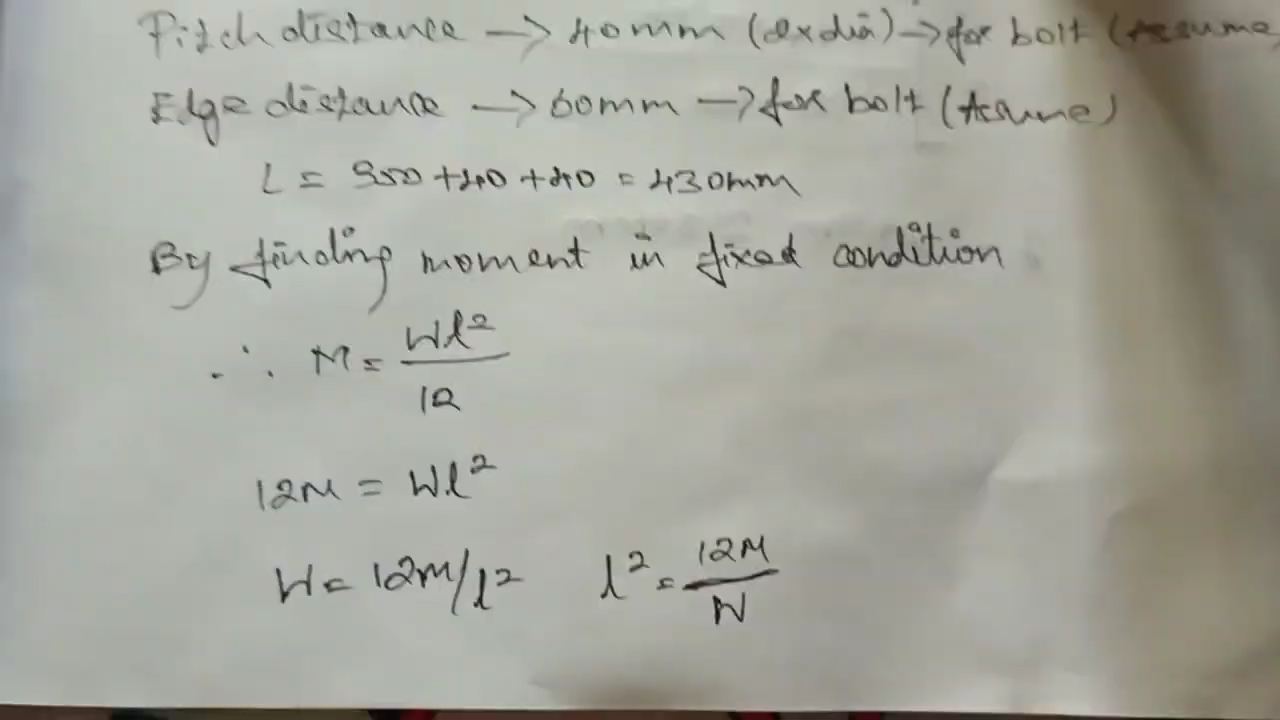 Pitch distance → 40mm (2xdia) → for bolt (Assume
Edge distance → 60mm → for bolt (Assume)
L = 350 + 40 + 40 = 430mm
By finding moment in fixed condition
∴ M = Wl²/12
12M = Wl²
W = 12M/l² l² = 12M/W